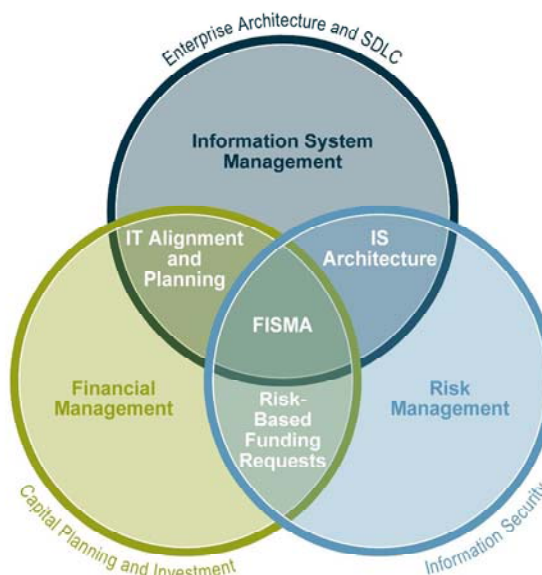 Enterprise Architecture and SDLC
Information System
Management
IT Alignment
and
Planning
IS
Architecture
FISMA
Financial
Management
Risk-
Based
Funding
Requests
Risk
Management
Capital Planning and Investment
Information Security